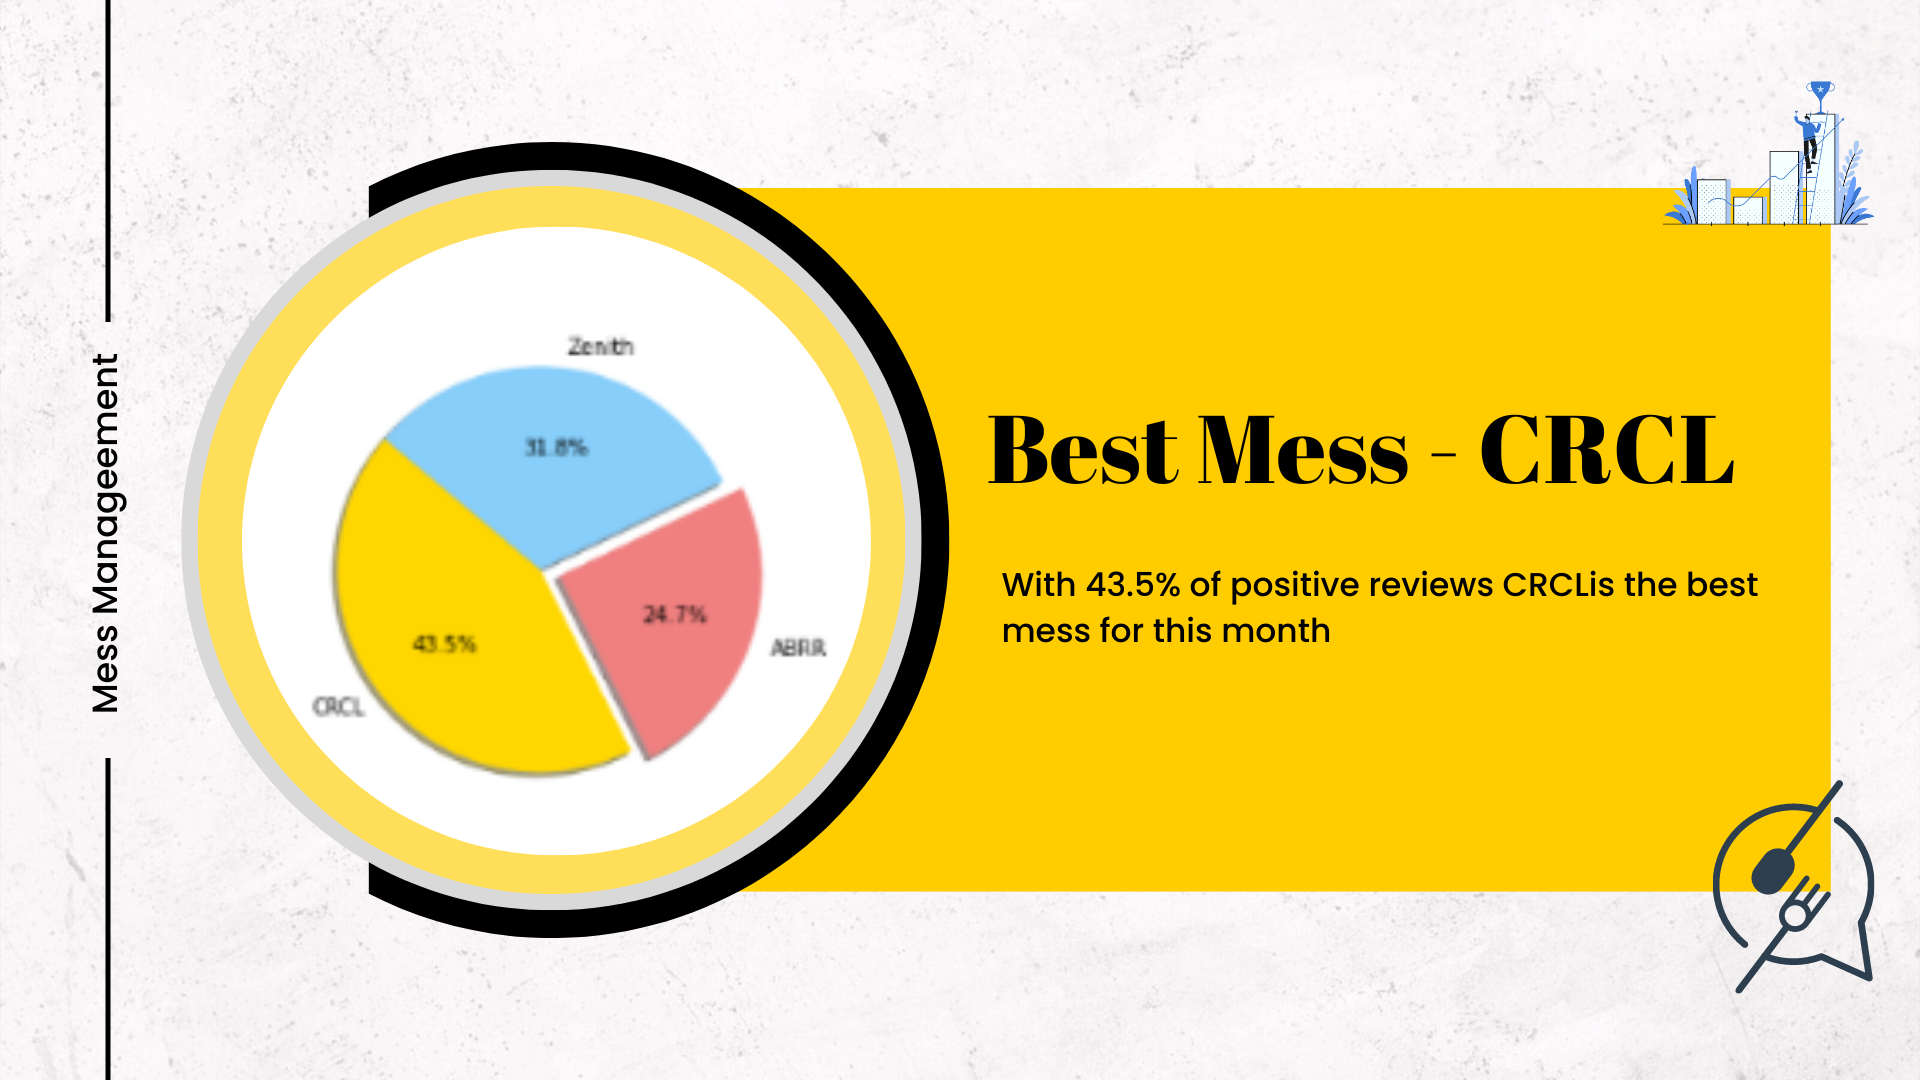 Mess Manageement
Zenith
31.8%
24.7%
43.5%
ABRR
CRCL
Best Mess - CRCL
With 43.5% of positive reviews CRCLis the best
mess for this month